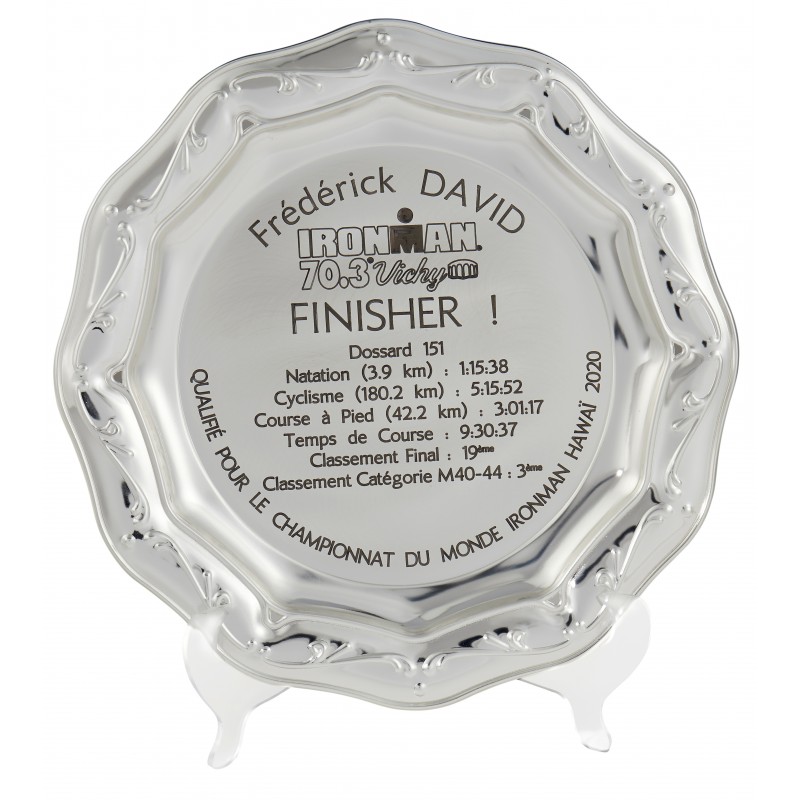 Frédérick DAVID
IRONMAN®
70.3® Vichy
FINISHER !
Dossard 151
Natation (3.9 km) : 1:15:38
Cyclisme (180.2 km) : 5:15:52
Course à Pied (42.2 km) : 3:01:17
Temps de Course : 9:30:37
Classement Final : 19ème
Classement Catégorie M40-44 : 3ème
QUALIFIÉ POUR LE CHAMPIONNAT DU MONDE IRONMAN HAWAÏ 2020